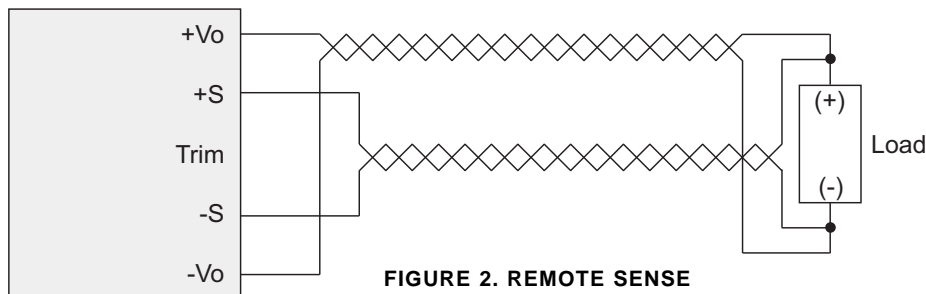 +Vo
+S
Trim
-S
-Vo
(+)
Load
(-)
FIGURE 2. REMOTE SENSE